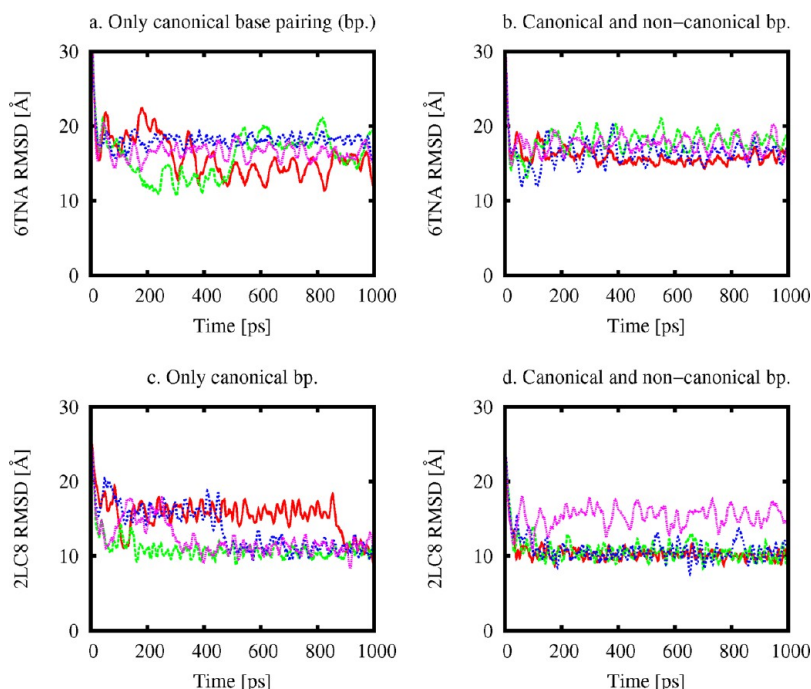 a. Only canonical base pairing (bp.)
b. Canonical and non−canonical bp.
30
20
10
0
6TNA RMSD [Å]
0 200 400 600 800 1000
Time [ps]
30
20
10
0
6TNA RMSD [Å]
0 200 400 600 800 1000
Time [ps]
c. Only canonical bp.
d. Canonical and non−canonical bp.
30
20
10
0
2LC8 RMSD [Å]
0 200 400 600 800 1000
Time [ps]
30
20
10
0
2LC8 RMSD [Å]
0 200 400 600 800 1000
Time [ps]